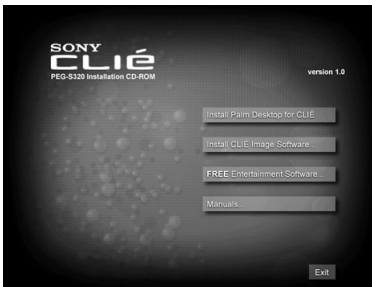 SONY
CLIÉ
PEG-S320 Installation CD-ROM
version 1.0
Install Palm Desktop for CLIÉ
Install CLIÉ Image Software...
FREE Entertainment Software...
Manuals...
Exit